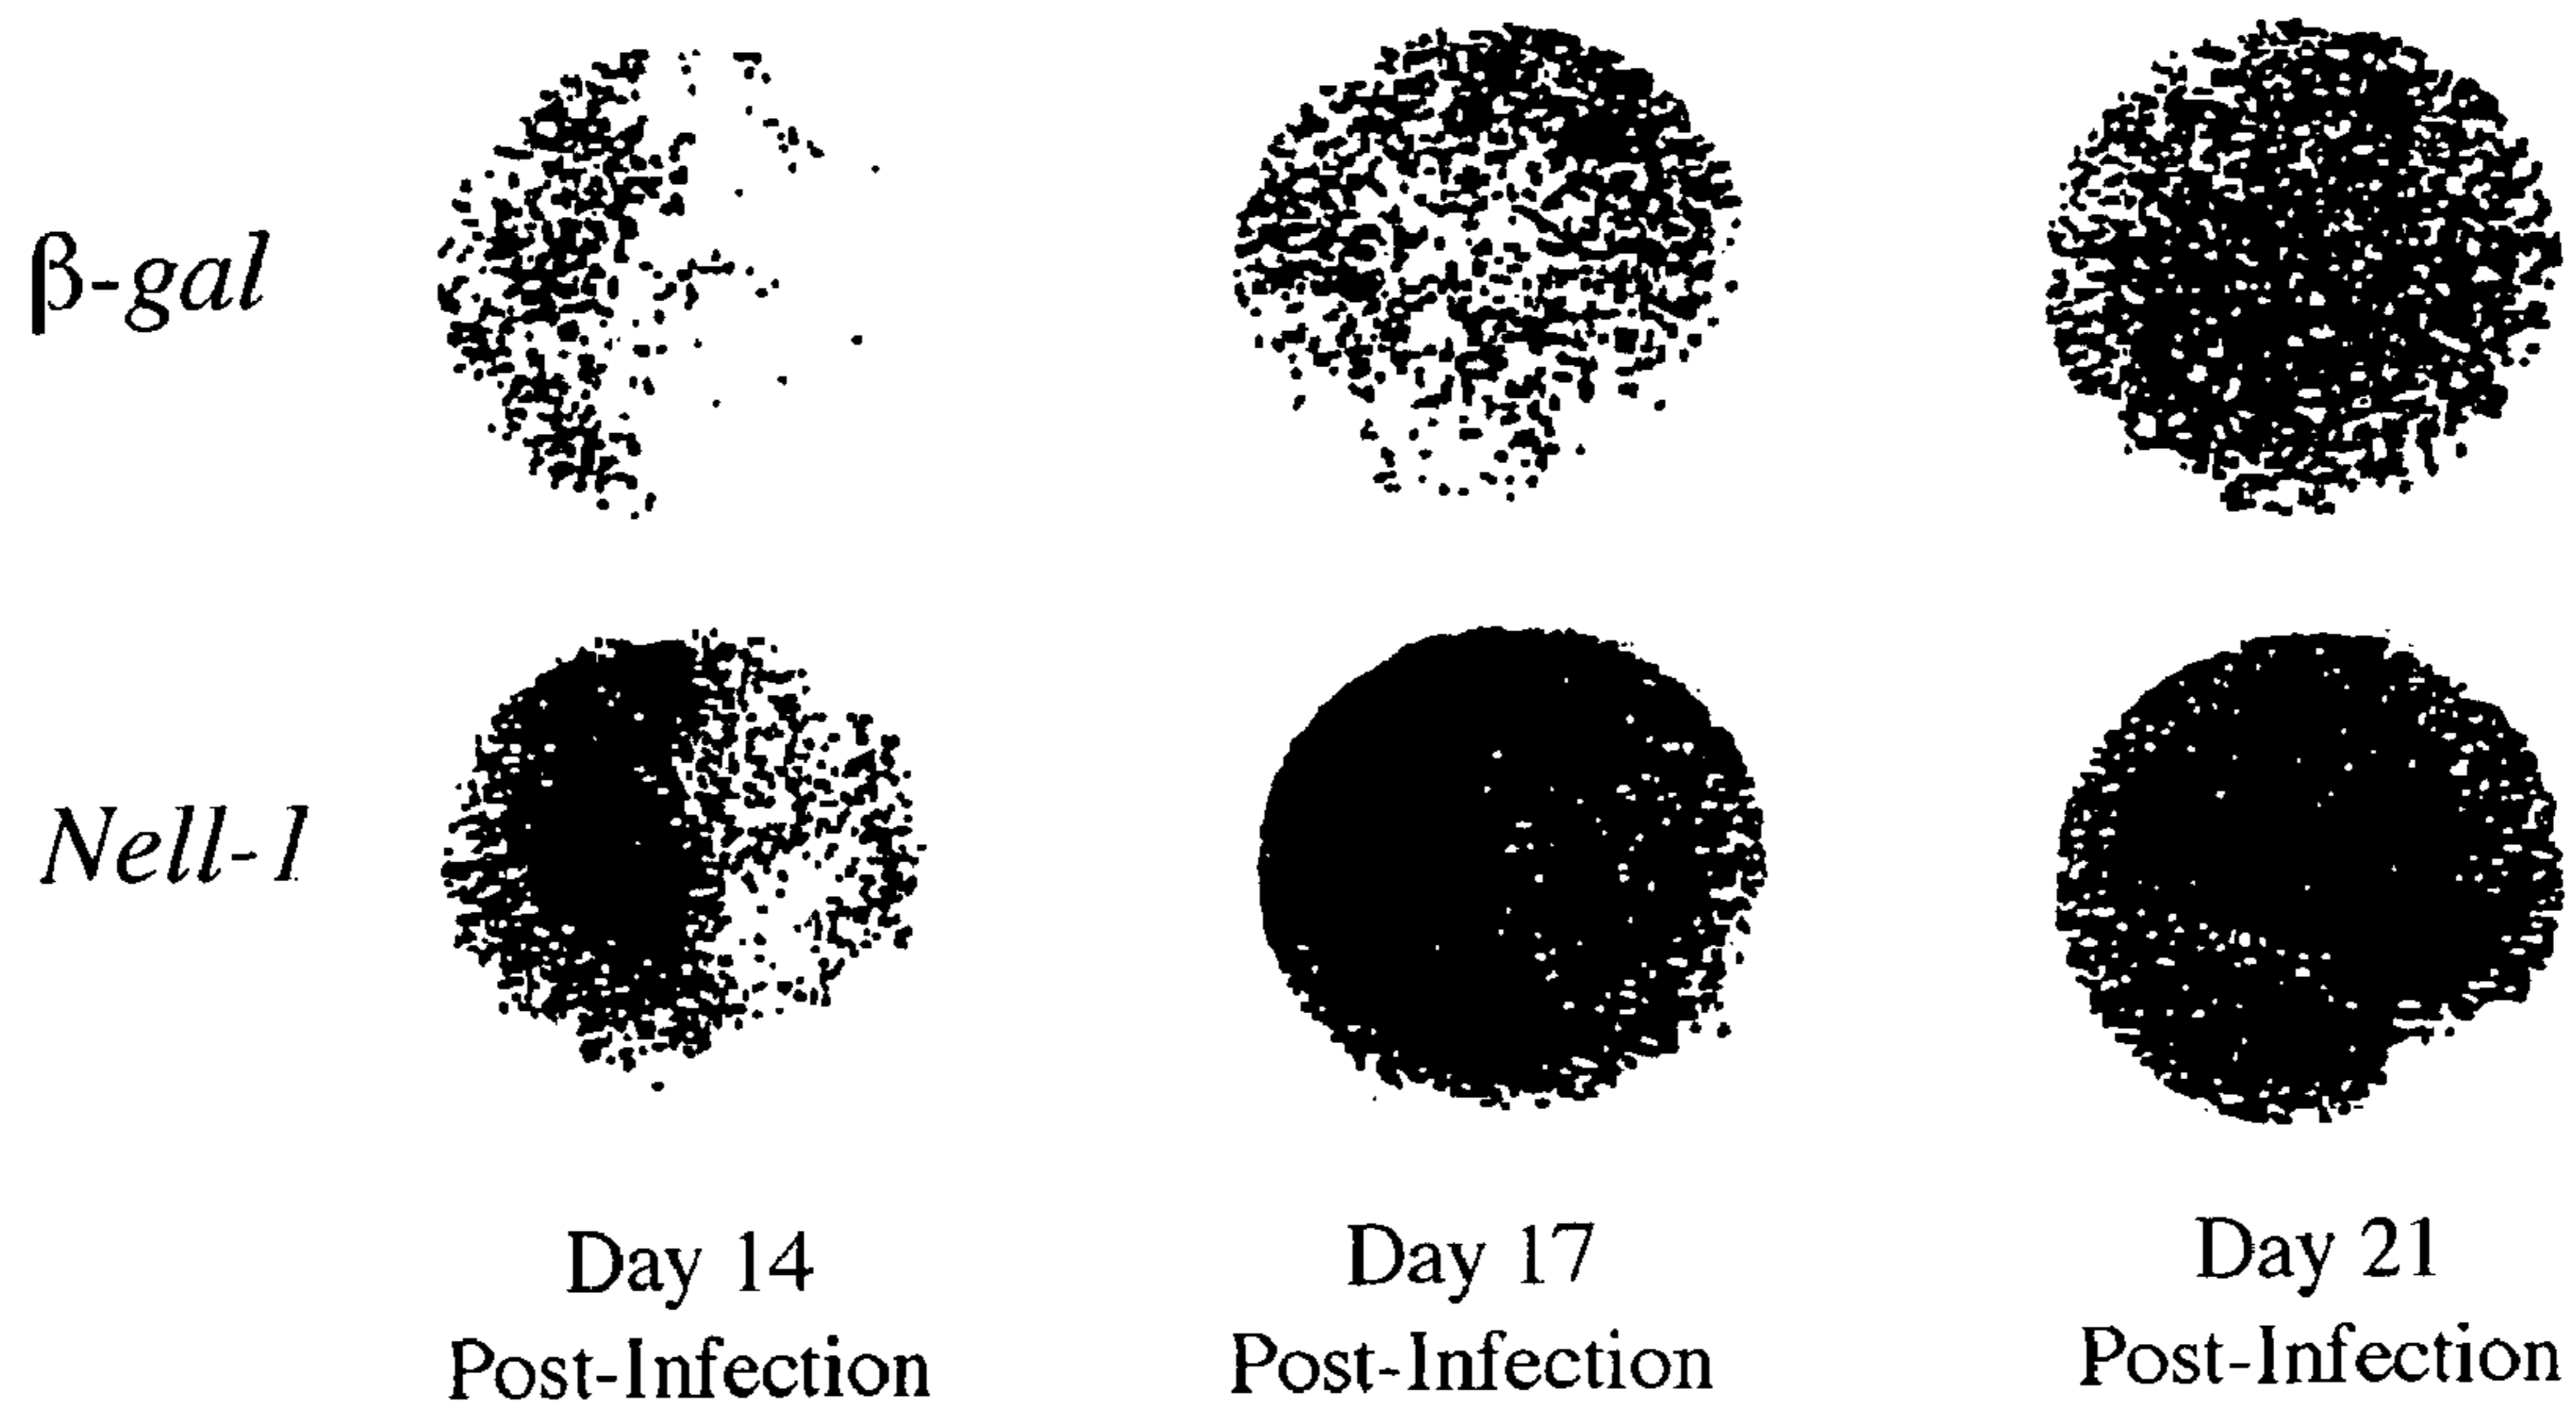 β-gal
Nell-1
Day 14
Post-Infection
Day 17
Post-Infection
Day 21
Post-Infection